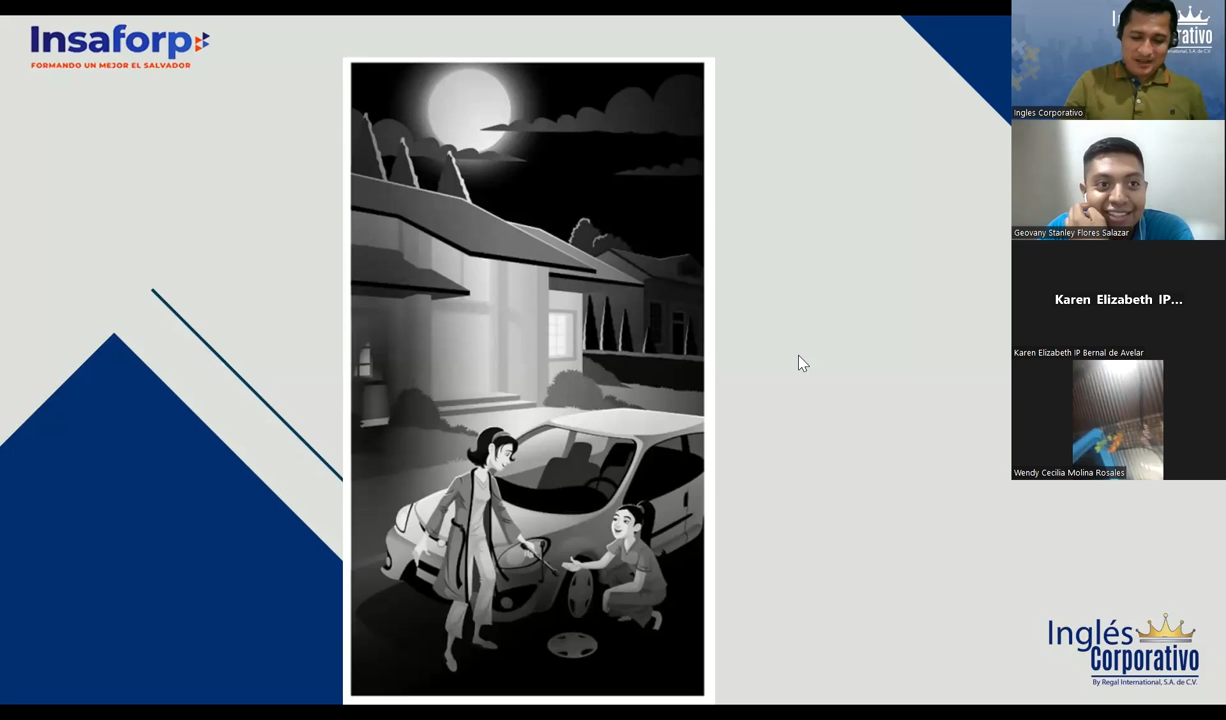 Insaforp
FORMANDO UN MEJOR EL SALVADOR
Ingles Corporativo
Geovany Stanley Flores Salazar
Karen Elizabeth IP...
Karen Elizabeth IP Bernal de Avelar
Wendy Cecilia Molina Rosales
Inglés
Corporativo
By Regal International, S.A. de C.V.